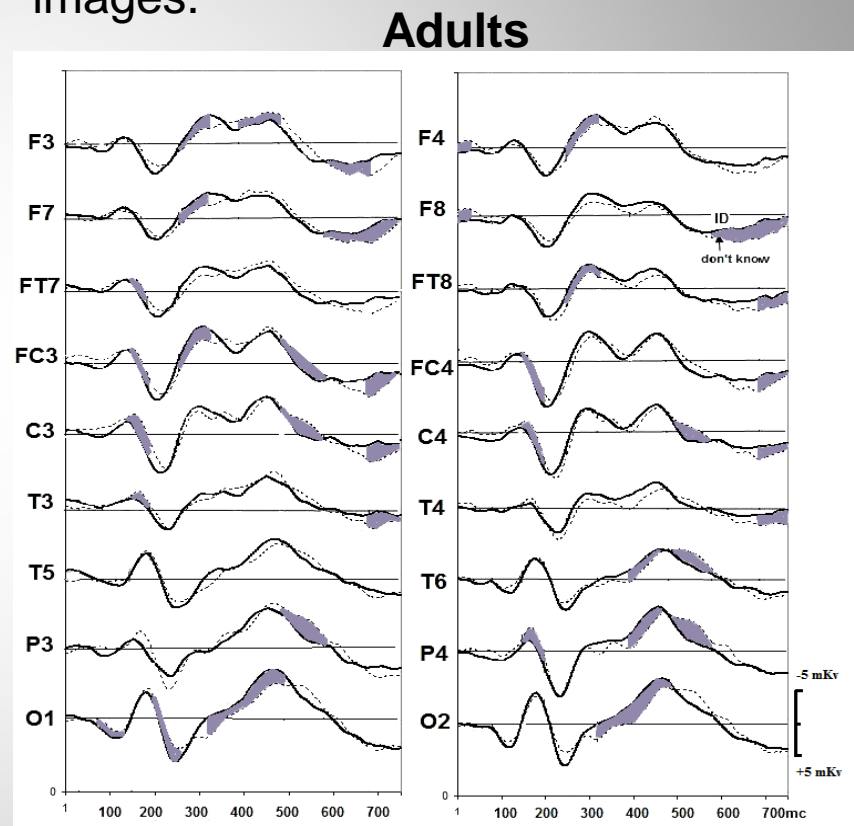 images.
Adults
F3
F7
FT7
FC3
C3
T3
T5
P3
O1
0
1 100 200 300 400 500 600 700
F4
F8
ID
don't know
FT8
FC4
C4
T4
T6
P4
O2
-5 mKv
+5 mKv
0
1 100 200 300 400 500 600 700mc